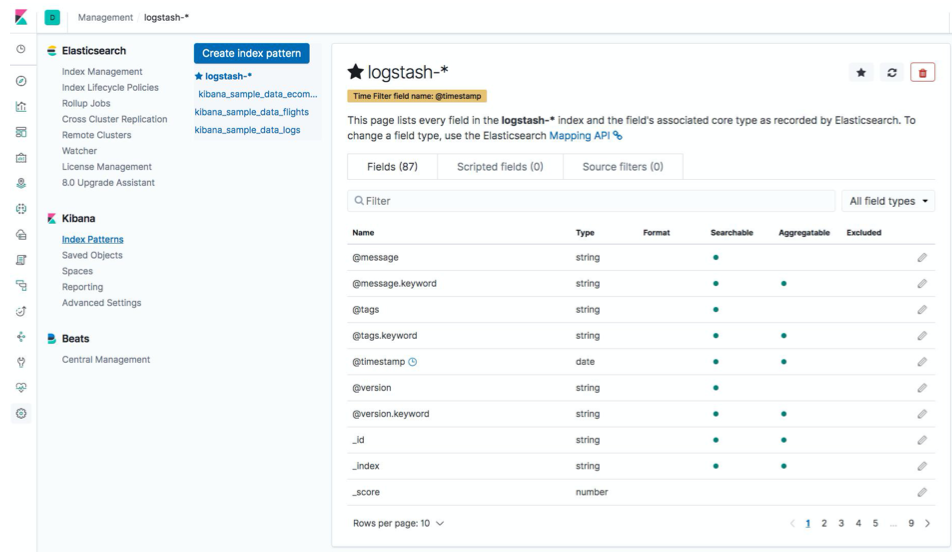 D Management logstash-*
Elasticsearch
Index Management
Index Lifecycle Policies
Rollup Jobs
Cross Cluster Replication
Remote Clusters
Watcher
License Management
8.0 Upgrade Assistant
Kibana
Index Patterns
Saved Objects
Spaces
Reporting
Advanced Settings
Beats
Central Management
Create index pattern
logstash-*
kibana_sample_data_ecom...
kibana_sample_data_flights
kibana_sample_data_logs
logstash-*
Time Filter field name: @timestamp
This page lists every field in the logstash-* index and the field's associated core type as recorded by Elasticsearch. To
change a field type, use the Elasticsearch Mapping API
Fields (87) Scripted fields (0) Source filters (0)
Filter All field types
Name Type Format Searchable Aggregatable Excluded
@message string
@message.keyword string
@tags string
@tags.keyword string
@timestamp date
@version string
@version.keyword string
_id string
_index string
_score number
Rows per page: 10 < 1 2 3 4 5 ... 9 >